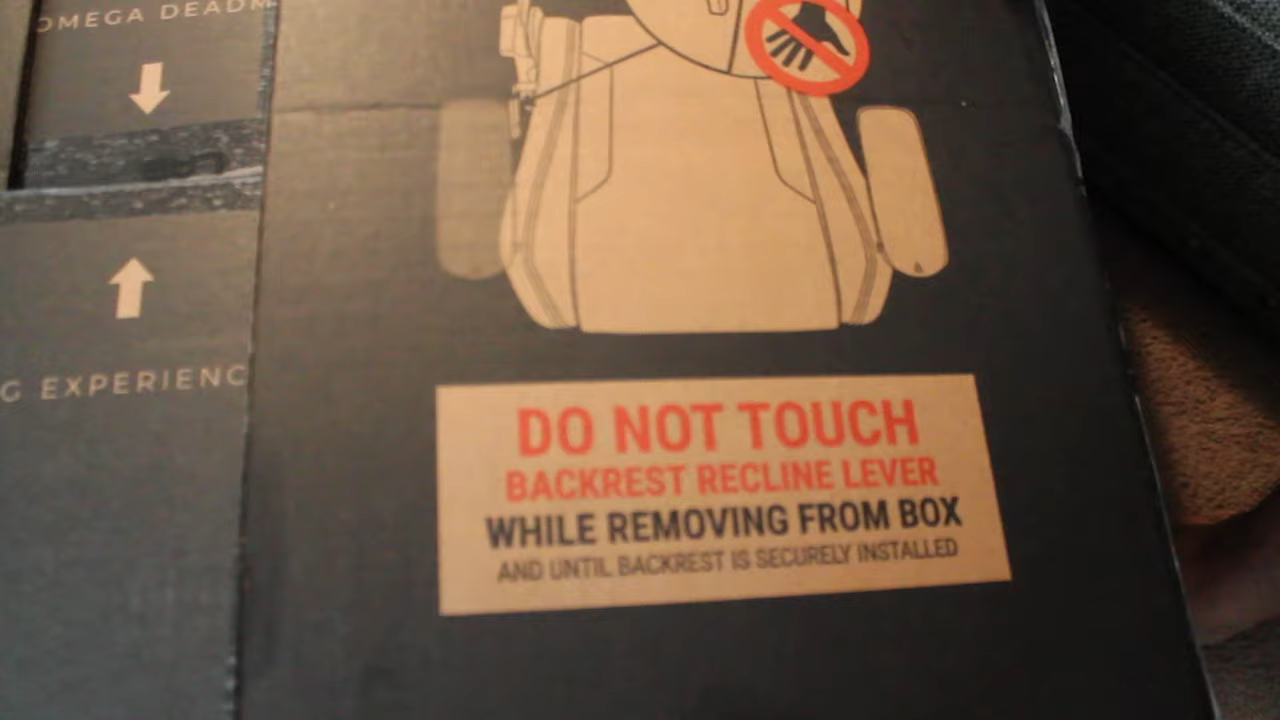 OMEGA DEADM
G EXPERIENC
DO NOT TOUCH
BACKREST RECLINE LEVER
WHILE REMOVING FROM BOX
AND UNTIL BACKREST IS SECURELY INSTALLED